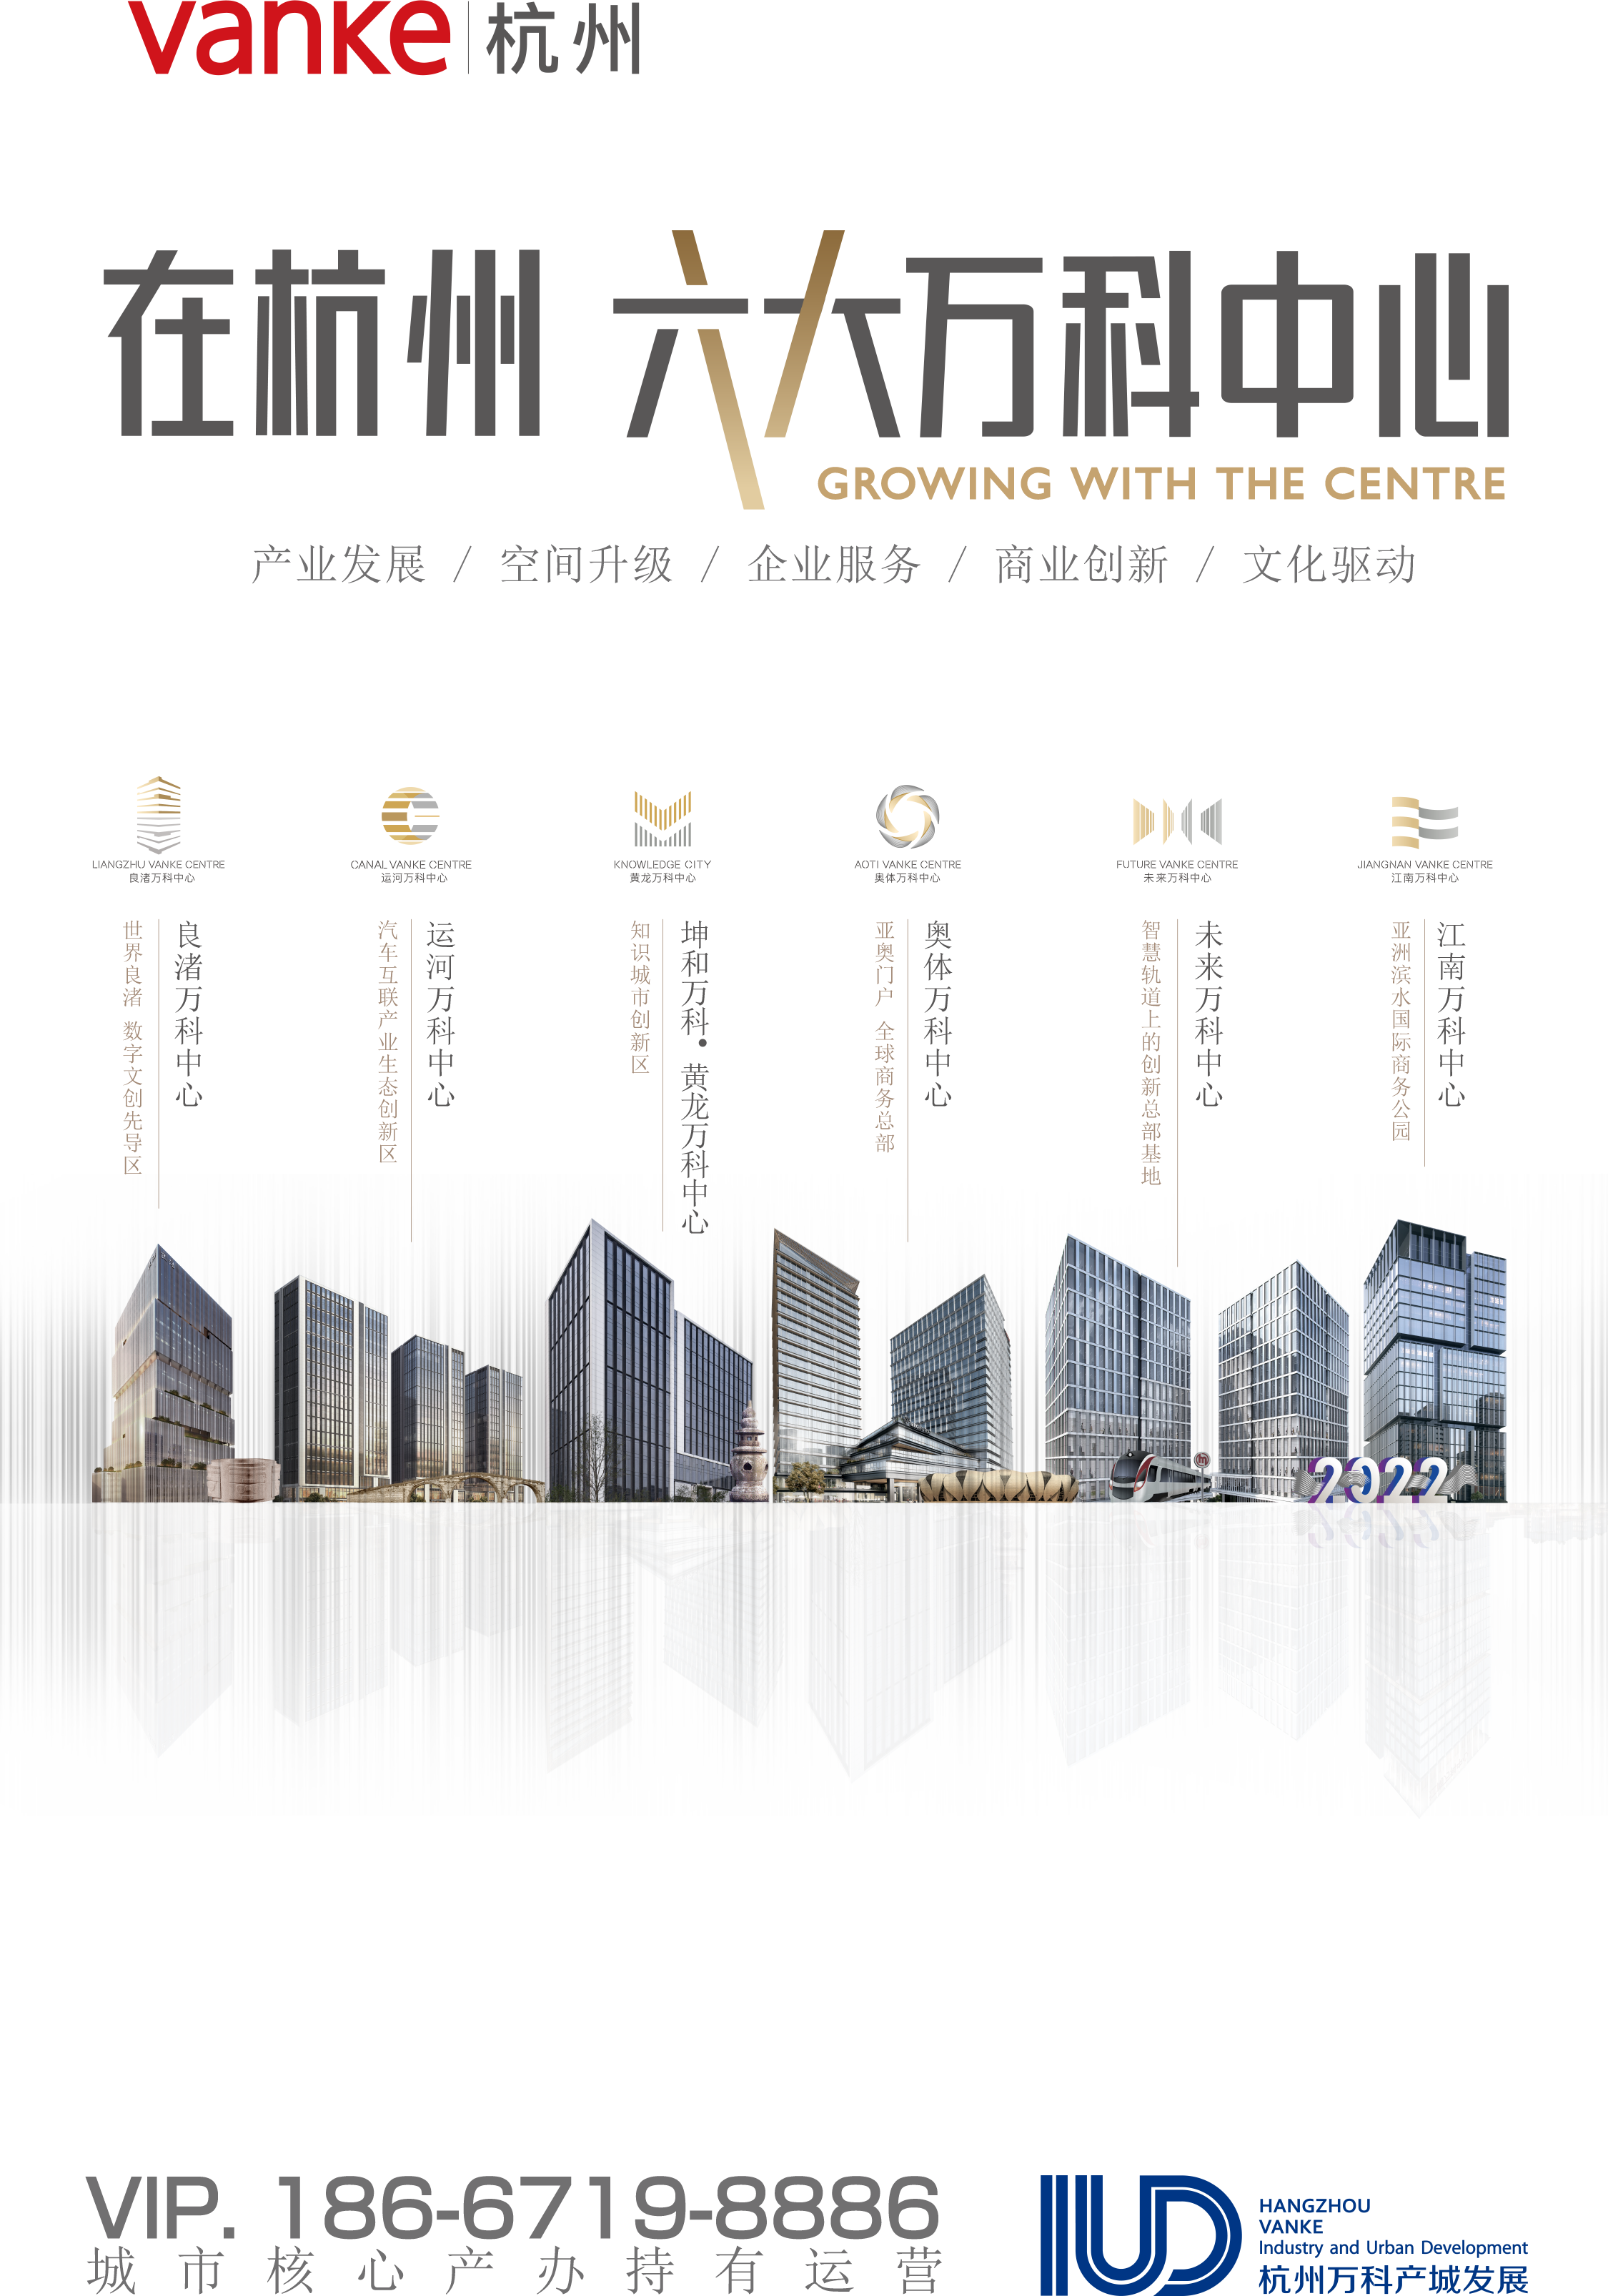 vanke 杭州
在杭州 六大万科中心
GROWING WITH THE CENTRE
产业发展 / 空间升级 / 企业服务 / 商业创新 / 文化驱动
LIANGZHU VANKE CENTRE
良渚万科中心
CANAL VANKE CENTRE
运河万科中心
KNOWLEDGE CITY
黄龙万科中心
AOTI VANKE CENTRE
奥体万科中心
FUTURE VANKE CENTRE
未来万科中心
JIANGNAN VANKE CENTRE
江南万科中心
良渚万科中心
世界良渚 数字文创先导区
运河万科中心
汽车互联产业生态创新区
坤和万科·黄龙万科中心
知识城市创新区
奥体万科中心
亚奥门户 全球商务总部
未来万科中心
智慧轨道上的创新总部基地
江南万科中心
亚洲滨水国际商务公园
2022
VIP. 186-6719-8886
城市核心产办持有运营
IUD
HANGZHOU
VANKE
Industry and Urban Development
杭州万科产城发展